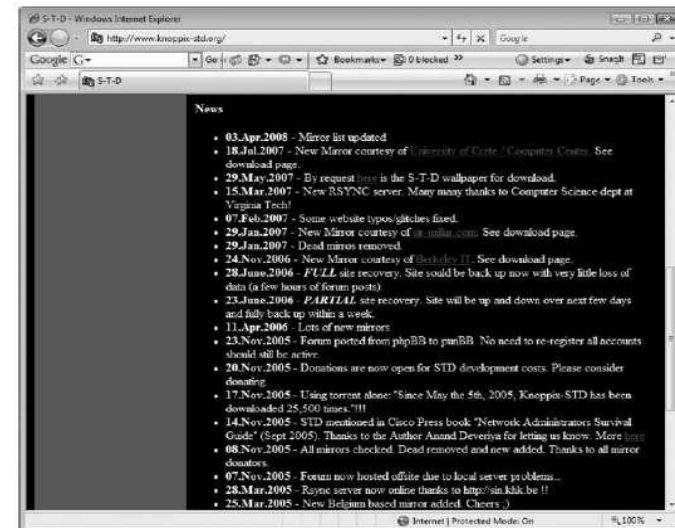 S-T-D - Windows Internet Explorer
http://www.knoppix-std.org/
Google
Google G- Go Bookmarks 0 blocked Settings Snagit
S-T-D Page Tools
News
03.Apr.2008 - Mirror list updated
18.Jul.2007 - New Mirror courtesy of University of Crete / Computer Center. See
download page.
29.May.2007 - By request here is the S-T-D wallpaper for download.
15.Mar.2007 - New RSYNC server. Many many thanks to Computer Science dept at
Virginia Tech!
07.Feb.2007 - Some website typos/glitches fixed.
29.Jan.2007 - New Mirror courtesy of See download page.
29.Jan.2007 - Dead mirros removed.
24.Nov.2006 - New Mirror courtesy of Berkeley See download page.
28.June.2006 - FULL site recovery. Site sould be back up now with very little loss of
data (a few hours of forum posts).
23.June.2006 - PARTIAL site recovery. Site will be up and down over next few days
and fully back up within a week.
11.Apr.2006 - Lots of new mirrors
23.Nov.2005 - Forum ported from phpBB to punBB. No need to re-register all accounts
should still be active.
20.Nov.2005 - Donations are now open for STD development costs. Please consider
donating.
17.Nov.2005 - Using torrent alone: "Since May the 5th, 2005, Knoppix-STD has been
downloaded 25,500 times."!!!
14.Nov.2005 - STD mentioned in Cisco Press book "Network Administrators Survival
Guide" (Sept 2005). Thanks to the Author Anand Deveriya for letting us know. More here
08.Nov.2005 - All mirrors checked. Dead removed and new added. Thanks to all mirror
donators.
07.Nov.2005 - Forum now hosted offsite due to local server problems...
28.Mar.2005 - Rsync server now online thanks to http://sin.khk.be !!
25.Mar.2005 - New Belgium based mirror added. Cheers ;)
Internet | Protected Mode: On 100%